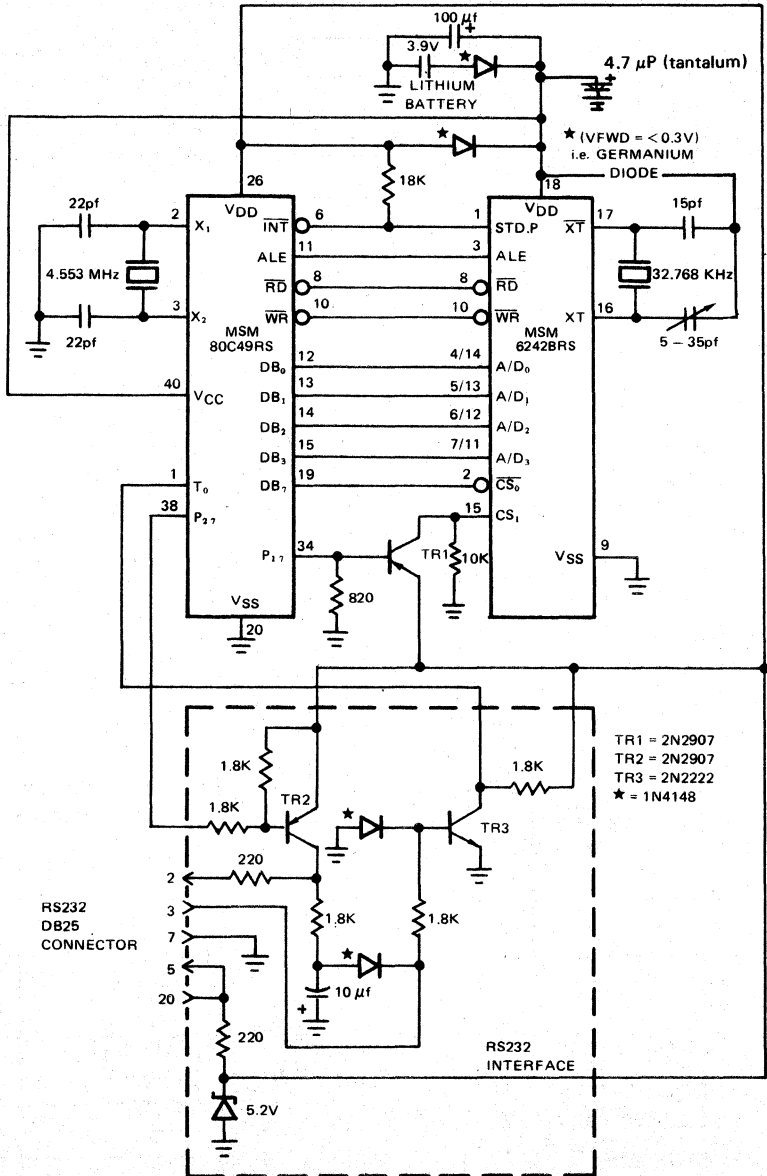 100 µf
+
3.9V
★
LITHIUM
BATTERY
4.7 µP (tantalum)
+
★
★ (VFWD = <0.3V)
i.e. GERMANIUM
DIODE
18K
26
18
22pf
2
X1
VDD
INT
6
1
STD.P
VDD
XT
17
15pf
ALE
11
3
ALE
4.553 MHz
RD
8
8
RD
32.768 KHz
3
X2
WR
10
10
WR
XT
16
22pf
MSM
80C49RS
MSM
6242BRS
5 – 35pf
DB0
12
4/14
A/D0
40
VCC
DB1
13
5/13
A/D1
DB2
14
6/12
A/D2
DB3
15
7/11
A/D3
1
T0
DB7
19
2
CS0
38
P27
15
CS1
P17
34
TR1
10K
VSS
9
820
VSS
20
1.8K
TR2
1.8K
1.8K
★
TR3
TR1 = 2N2907
TR2 = 2N2907
TR3 = 2N2222
★ = 1N4148
2
220
RS232
DB25
CONNECTOR
3
1.8K
1.8K
7
★
5
10 µf
+
20
220
RS232
INTERFACE
5.2V